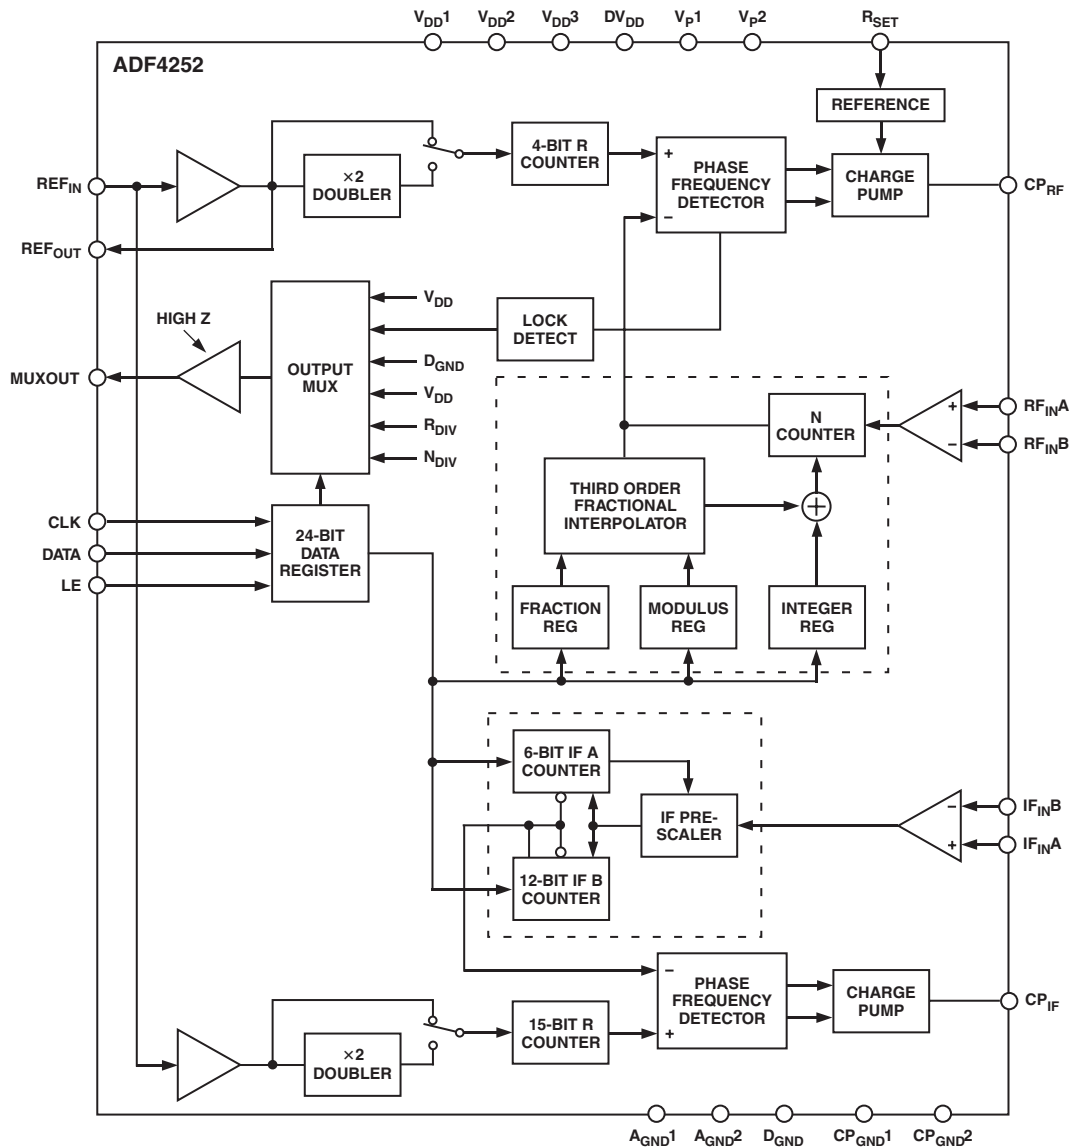 VDD1 VDD2 VDD3 DVDD VP1 VP2 RSET
ADF4252
REFERENCE
4-BIT R
COUNTER
+
PHASE
FREQUENCY
DETECTOR
−
CHARGE
PUMP
CPRF
REFIN
×2
DOUBLER
REFOUT
HIGH Z
MUXOUT
OUTPUT
MUX
VDD
DGND
VDD
RDIV
NDIV
LOCK
DETECT
N
COUNTER
+
−
RFINA
RFINB
THIRD ORDER
FRACTIONAL
INTERPOLATOR
+
CLK
DATA
LE
24-BIT
DATA
REGISTER
FRACTION
REG
MODULUS
REG
INTEGER
REG
6-BIT IF A
COUNTER
IF PRE-
SCALER
12-BIT IF B
COUNTER
−
+
IFINB
IFINA
−
PHASE
FREQUENCY
DETECTOR
+
CHARGE
PUMP
CPIF
×2
DOUBLER
15-BIT R
COUNTER
AGND1 AGND2 DGND CPGND1 CPGND2